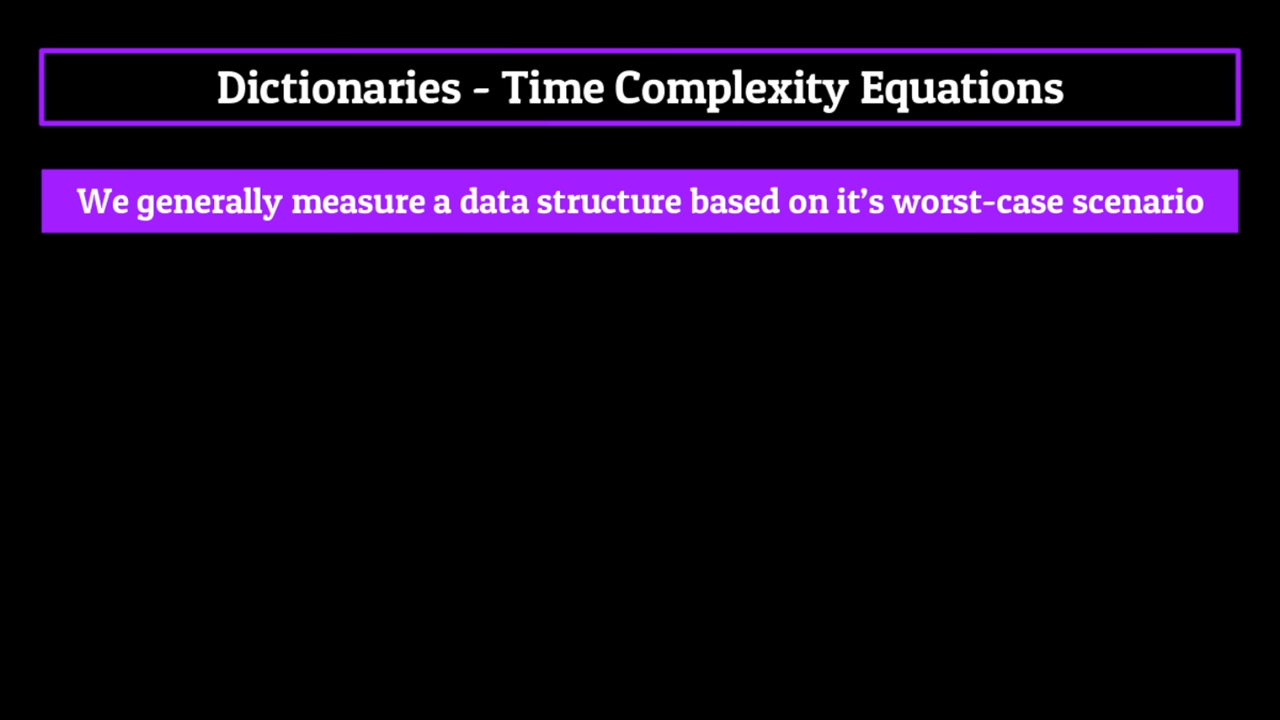 Dictionaries - Time Complexity Equations
We generally measure a data structure based on it’s worst-case scenario